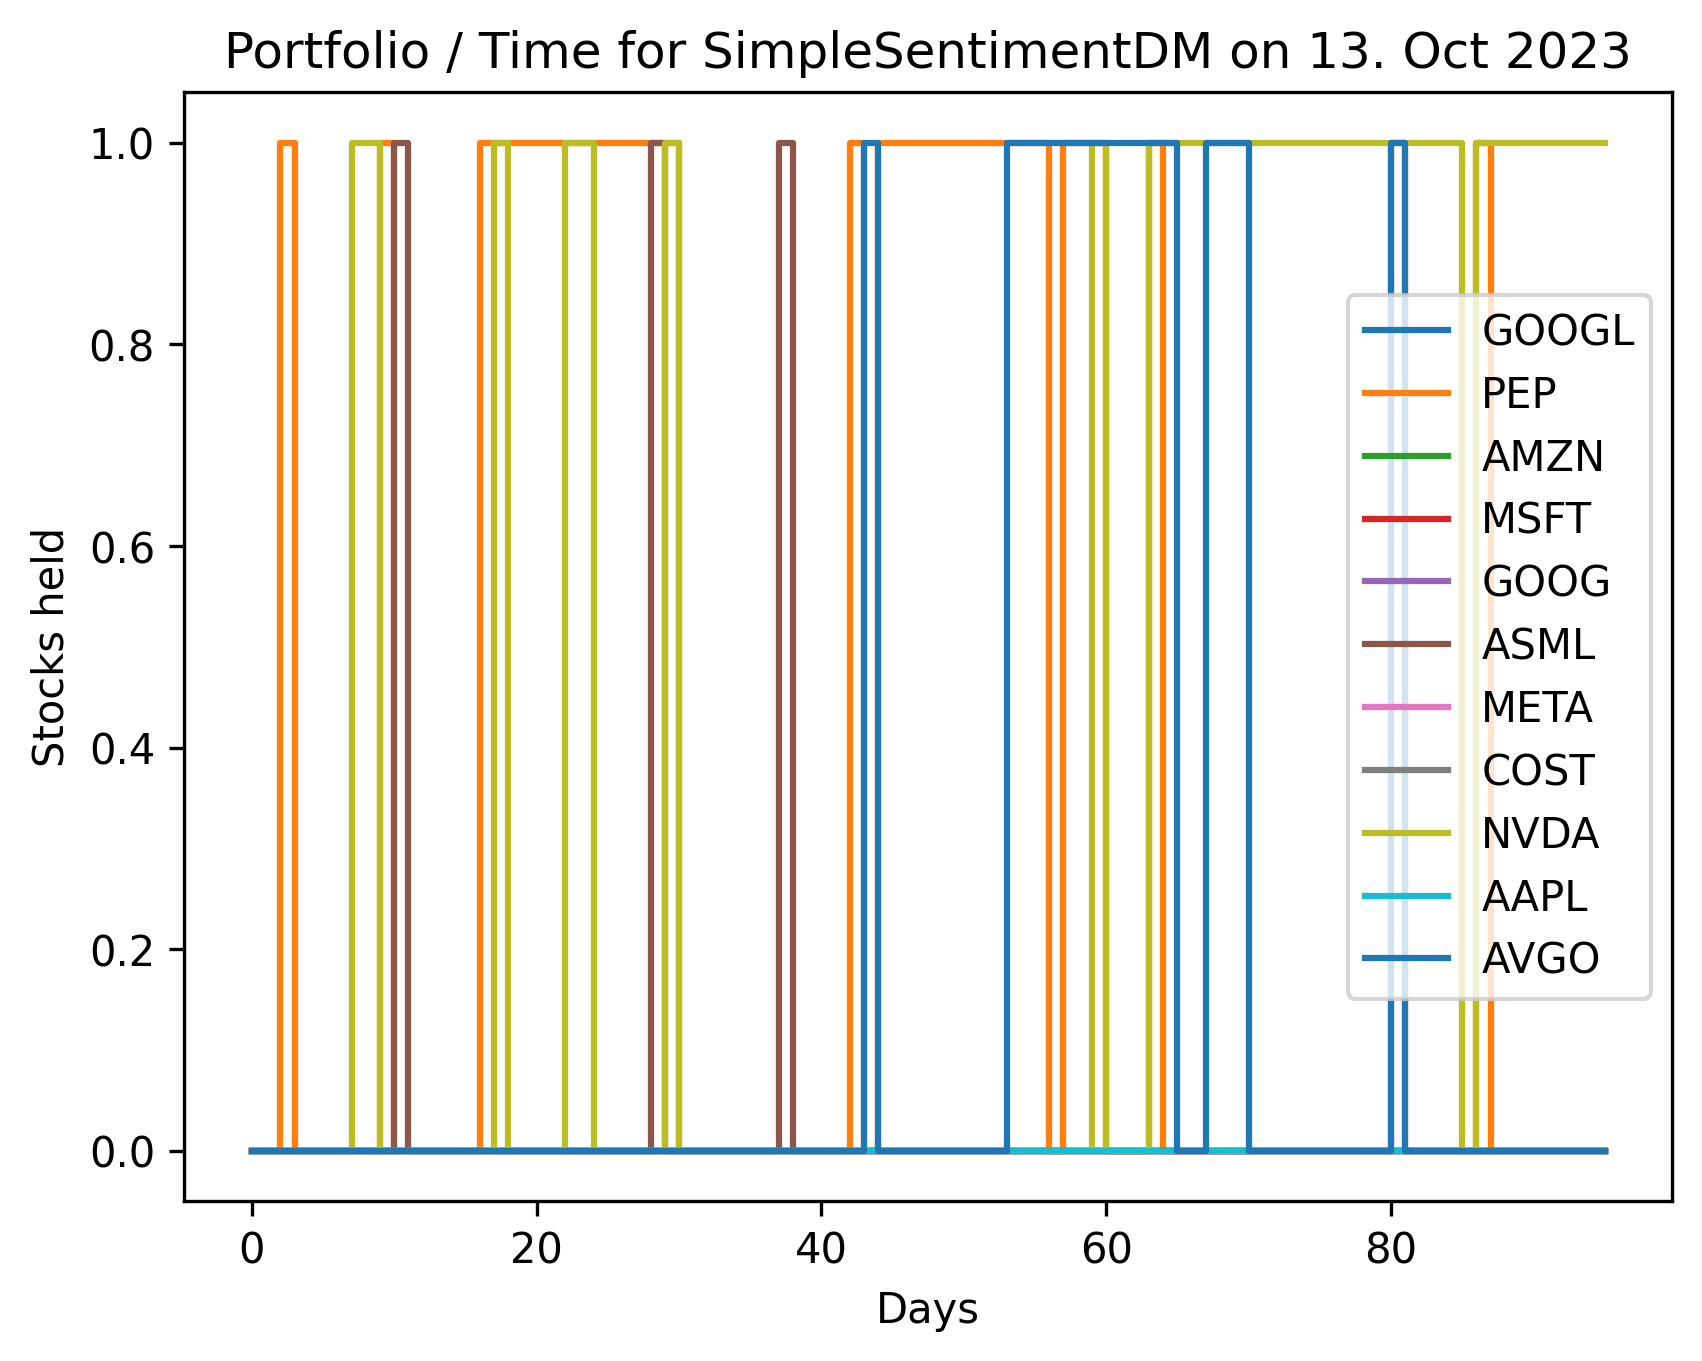 Portfolio / Time for SimpleSentimentDM on 13. Oct 2023
1.0
0.8
0.6
0.4
0.2
0.0
Stocks held
GOOGL
PEP
AMZN
MSFT
GOOG
ASML
META
COST
NVDA
AAPL
AVGO
0 20 40 60 80
Days